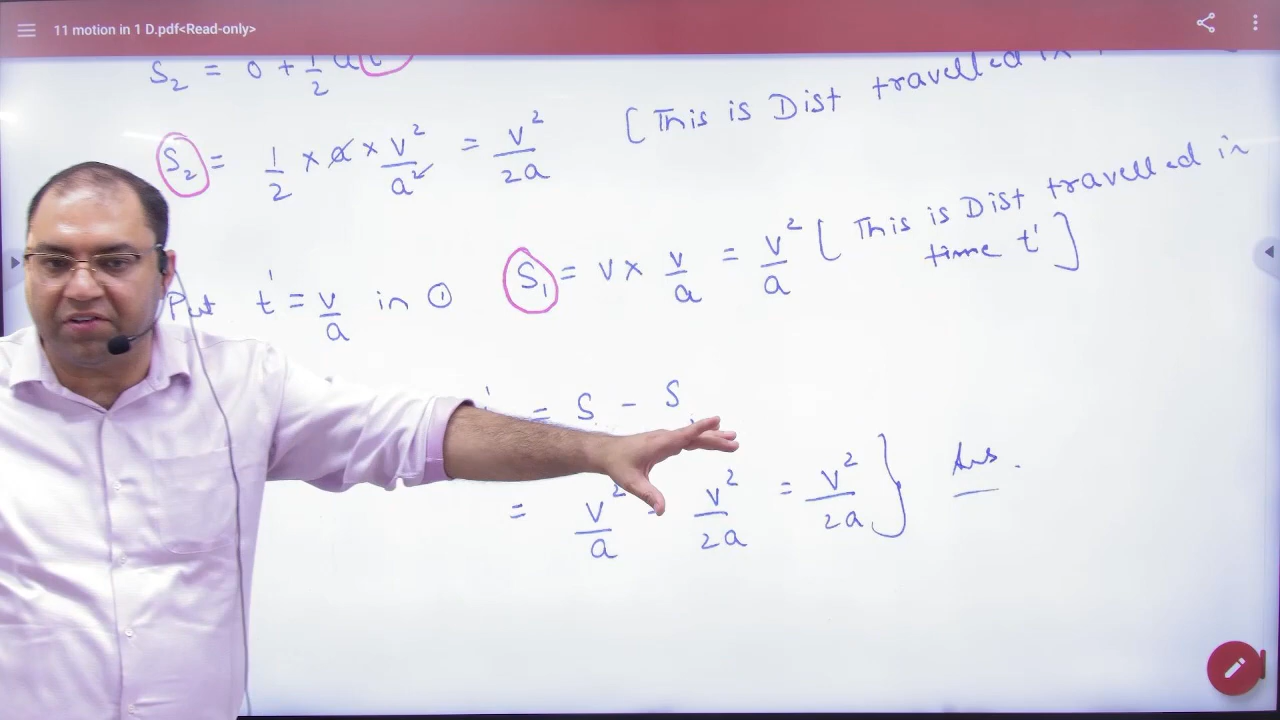 11 motion in 1 D.pdf<Read-only>
S₂ = 0 + 1/2 a
S₂ = 1/2 × a × v²/a² = v²/2a [This is Dist travelled in
S₁ = v × v/a = v²/a [This is Dist travelled in
time t']
Put t' = v/a in ①
= S - S
= v²/a - v²/2a = v²/2a } Ans.